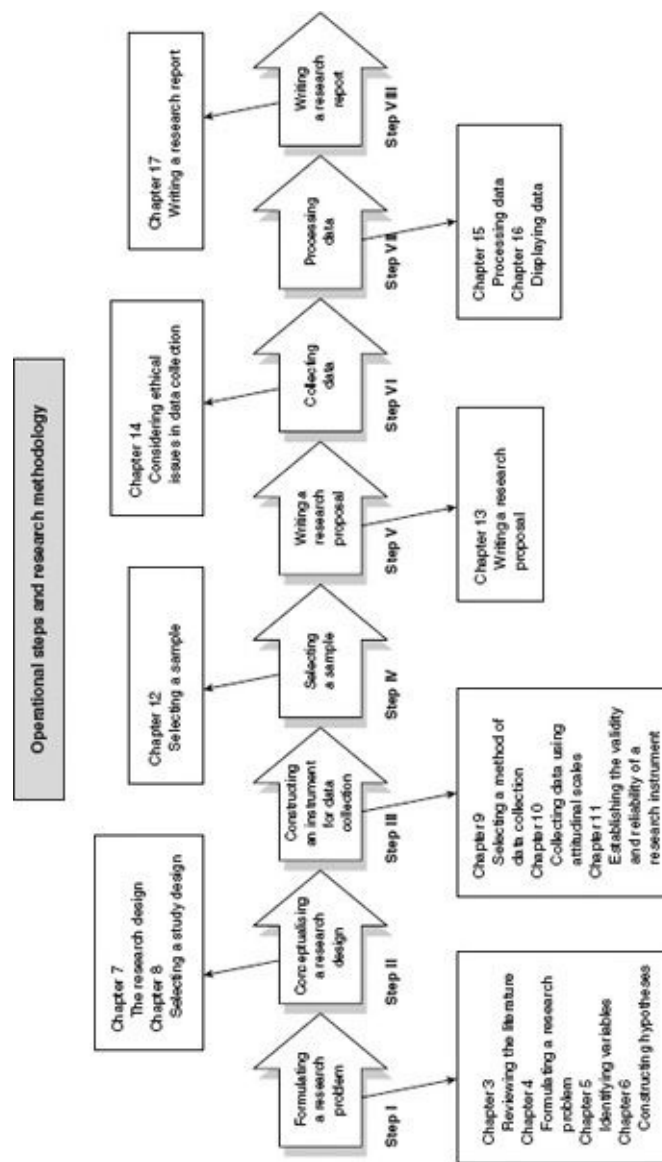 Operational steps and research methodology
Chapter 7
The research design
Chapter 8
Selecting a study design
Chapter 12
Selecting a sample
Chapter 14
Considering ethical
issues in data collection
Chapter 17
Writing a research report
Formulating
a research
problem
Conceptualising
a research
design
Constructing
an instrument
for data
collection
Selecting
a sample
Writing a
research
proposal
Collecting
data
Processing
data
Writing
a research
report
Step I
Step II
Step III
Step IV
Step V
Step VI
Step VII
Step VIII
Chapter 3
Reviewing the literature
Chapter 4
Formulating a research
problem
Chapter 5
Identifying variables
Chapter 6
Constructing hypotheses
Chapter 9
Selecting a method of
data collection
Chapter 10
Collecting data using
attitudinal scales
Chapter 11
Establishing the validity
and reliability of a
research instrument
Chapter 13
Writing a research
proposal
Chapter 15
Processing data
Chapter 16
Displaying data